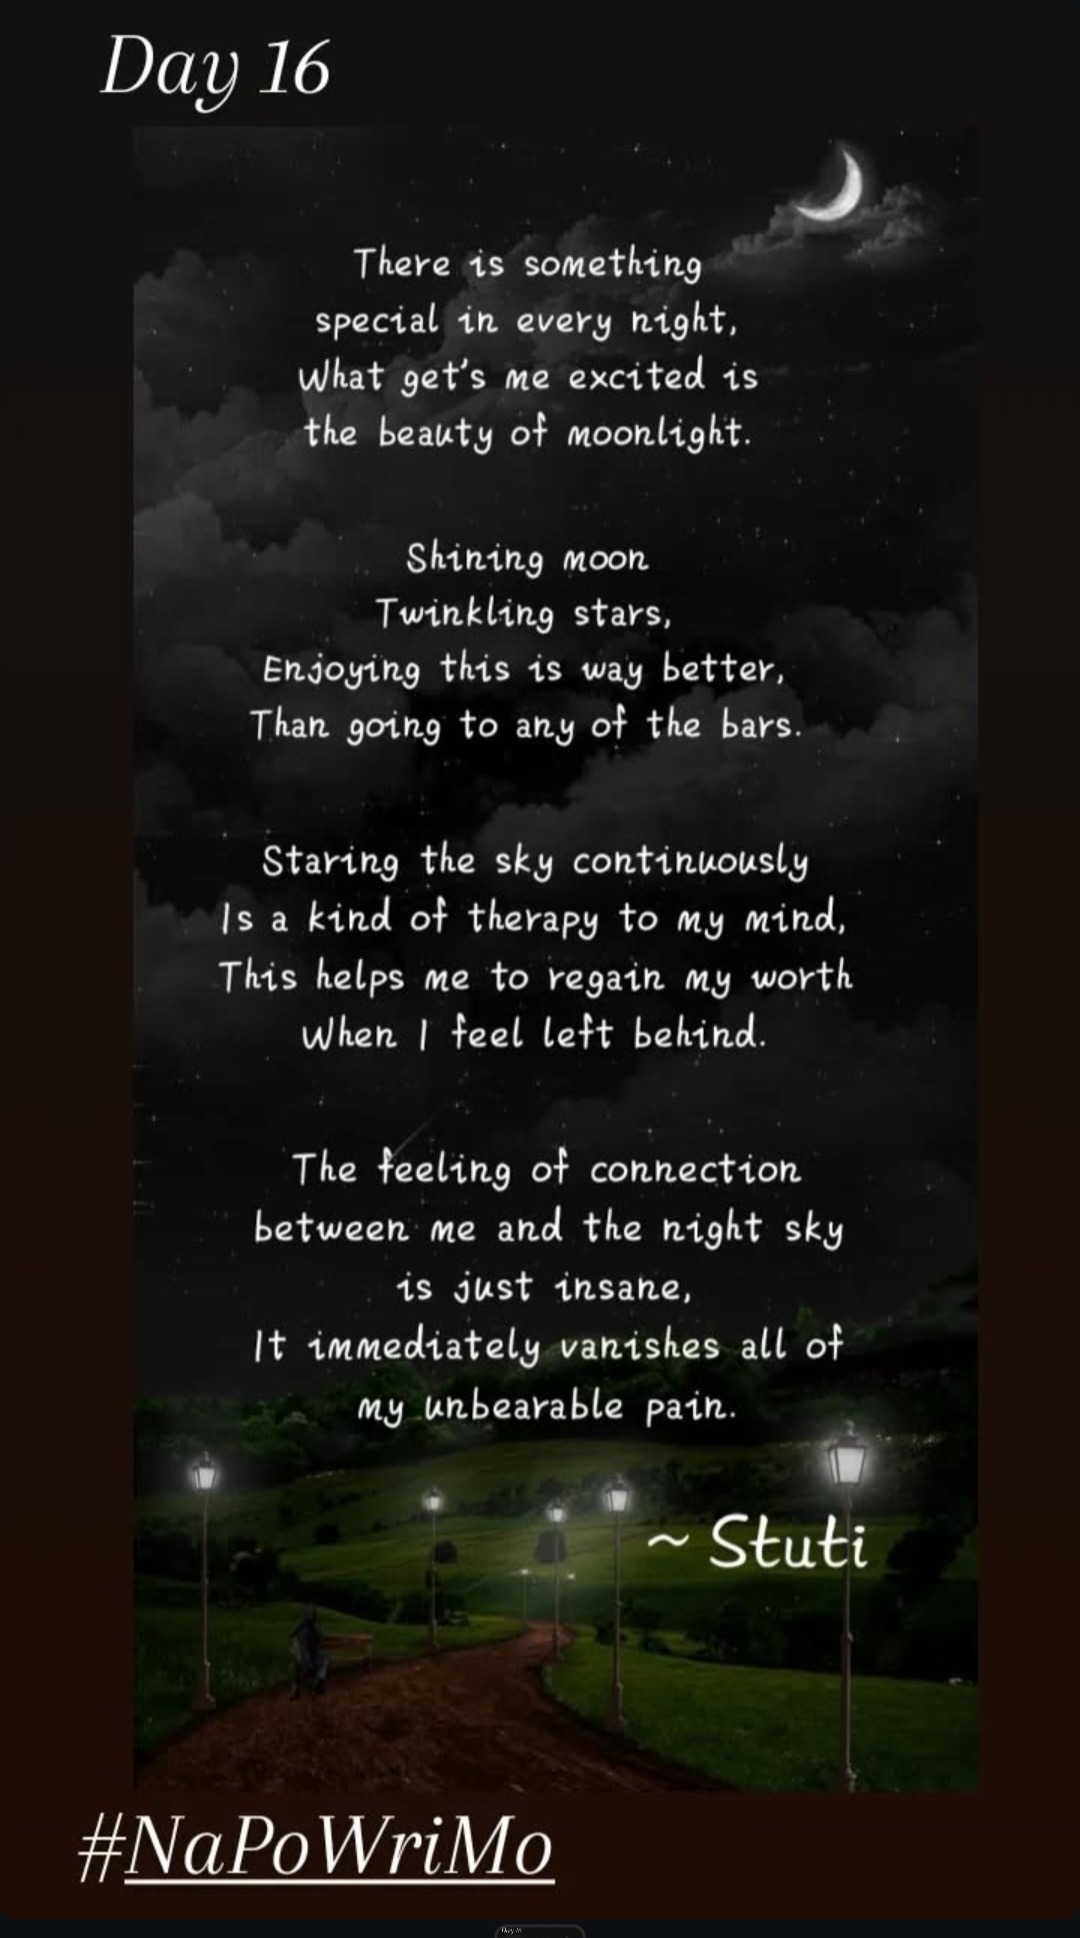 Day 16
There is something
special in every night,
What get's me excited is
the beauty of moonlight.
Shining moon
Twinkling stars,
Enjoying this is way better,
Than going to any of the bars.
Staring the sky continuously
Is a kind of therapy to my mind,
This helps me to regain my worth
When I feel left behind.
The feeling of connection
between me and the night sky
is just insane,
It immediately vanishes all of
my unbearable pain.
~ Stuti
#NaPoWriMo
Day 16